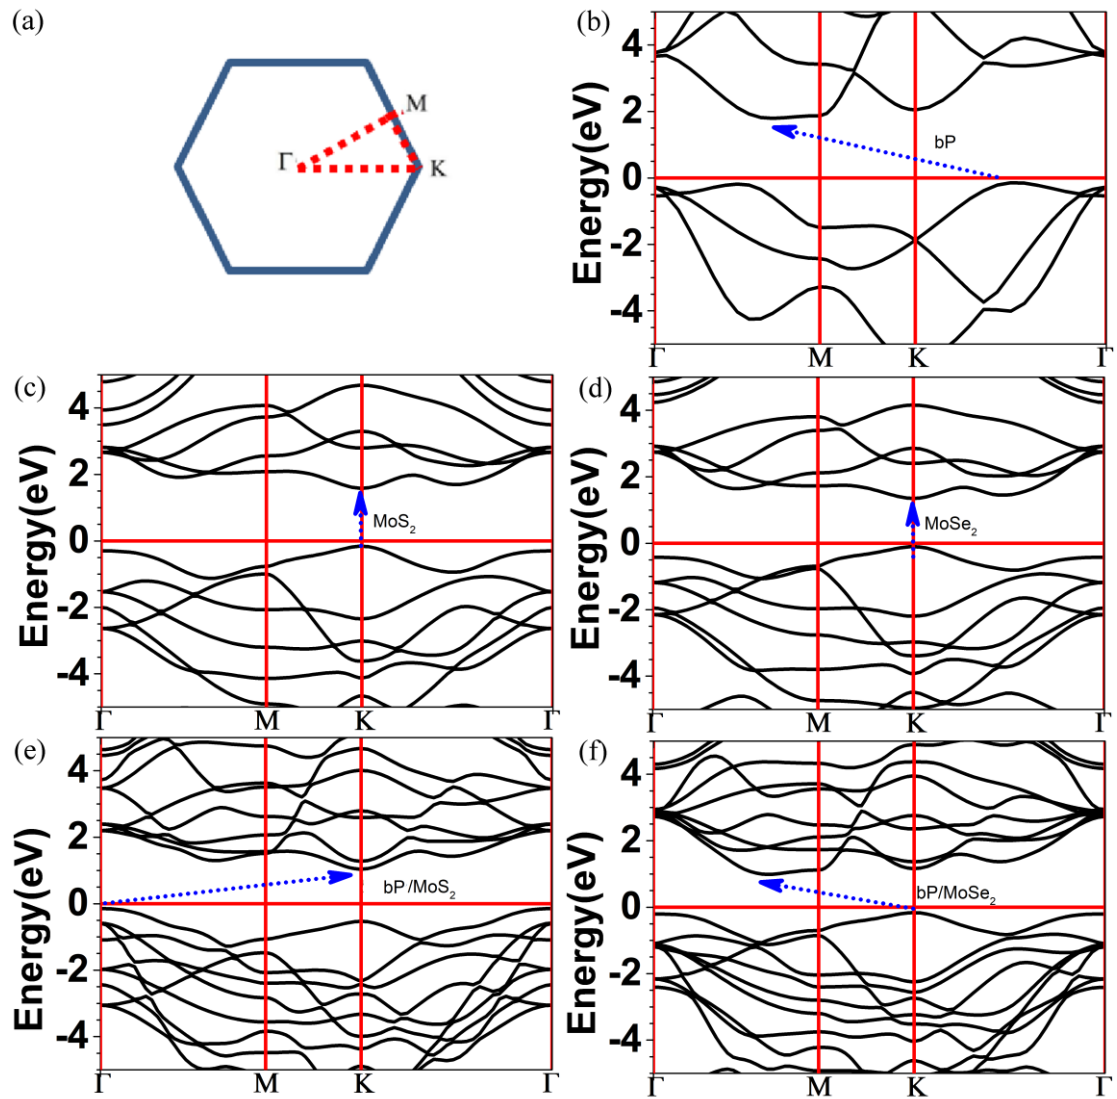 (a)
M
Γ
K
(b)
Energy(eV)
4
2
0
-2
-4
bP
Γ
M
K
Γ
(c)
Energy(eV)
4
2
0
-2
-4
MoS₂
Γ
M
K
Γ
(d)
Energy(eV)
4
2
0
-2
-4
MoSe₂
Γ
M
K
Γ
(e)
Energy(eV)
4
2
0
-2
-4
bP/MoS₂
Γ
M
K
Γ
(f)
Energy(eV)
4
2
0
-2
-4
bP/MoSe₂
Γ
M
K
Γ